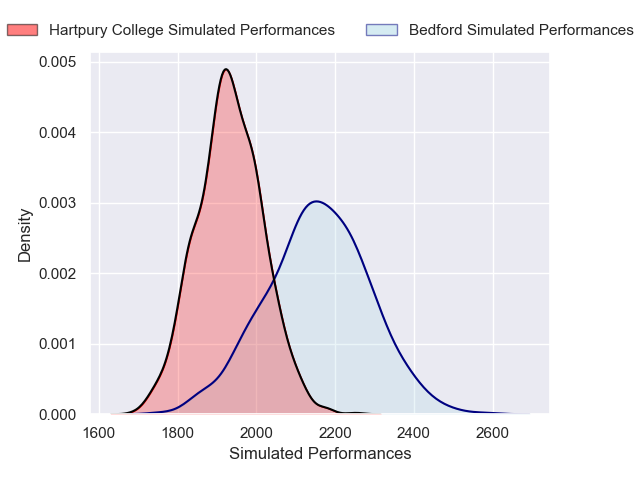 Hartpury College Simulated Performances Bedford Simulated Performances
0.005
0.004
0.003
0.002
0.001
0.000
Density
1600 1800 2000 2200 2400 2600
Simulated Performances